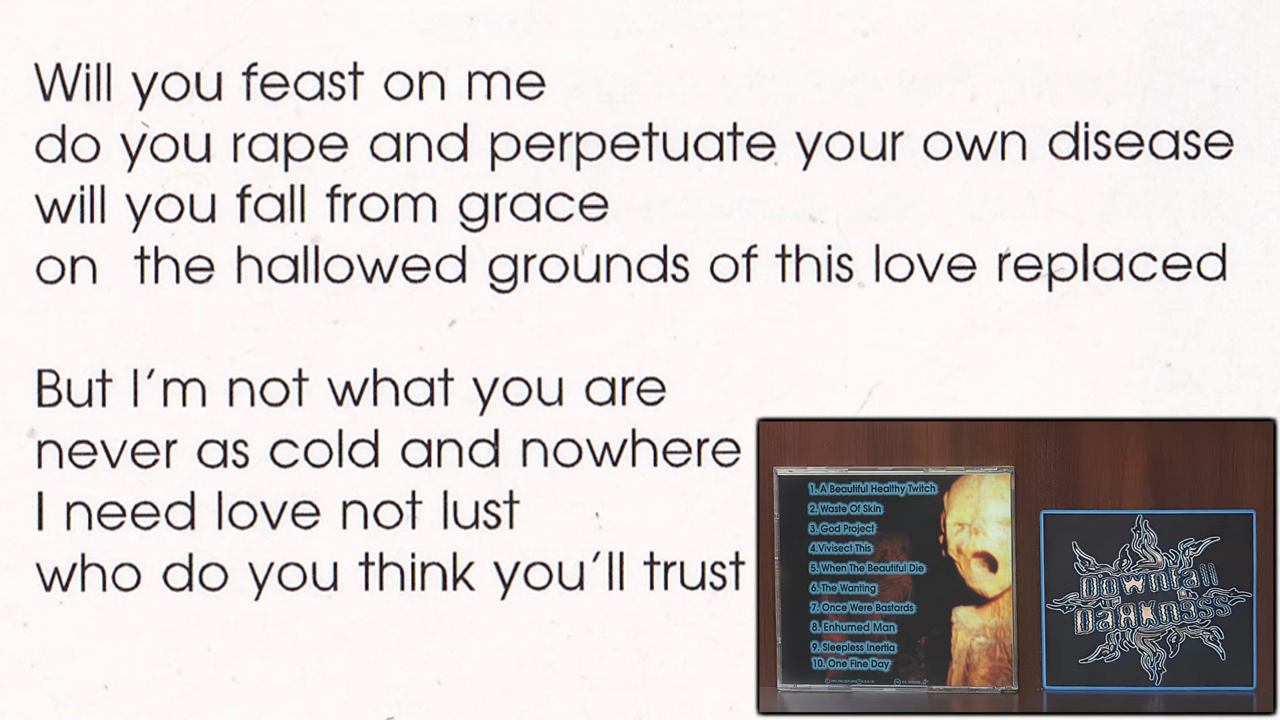 Will you feast on me
do you rape and perpetuate your own disease
will you fall from grace
on the hallowed grounds of this love replaced
But I'm not what you are
never as cold and nowhere
I need love not lust
who do you think you'll trust
1. A Beautiful Healthy Twitch
2. Waste Of Skin
3. God Project
4.Vivisect This
5. When The Beautiful Die
6. The Wanting
7. Once Were Bastards
8. Enhumed Man
9. Sleepless Inertia
10. One Fine Day
Downfall
Darkness